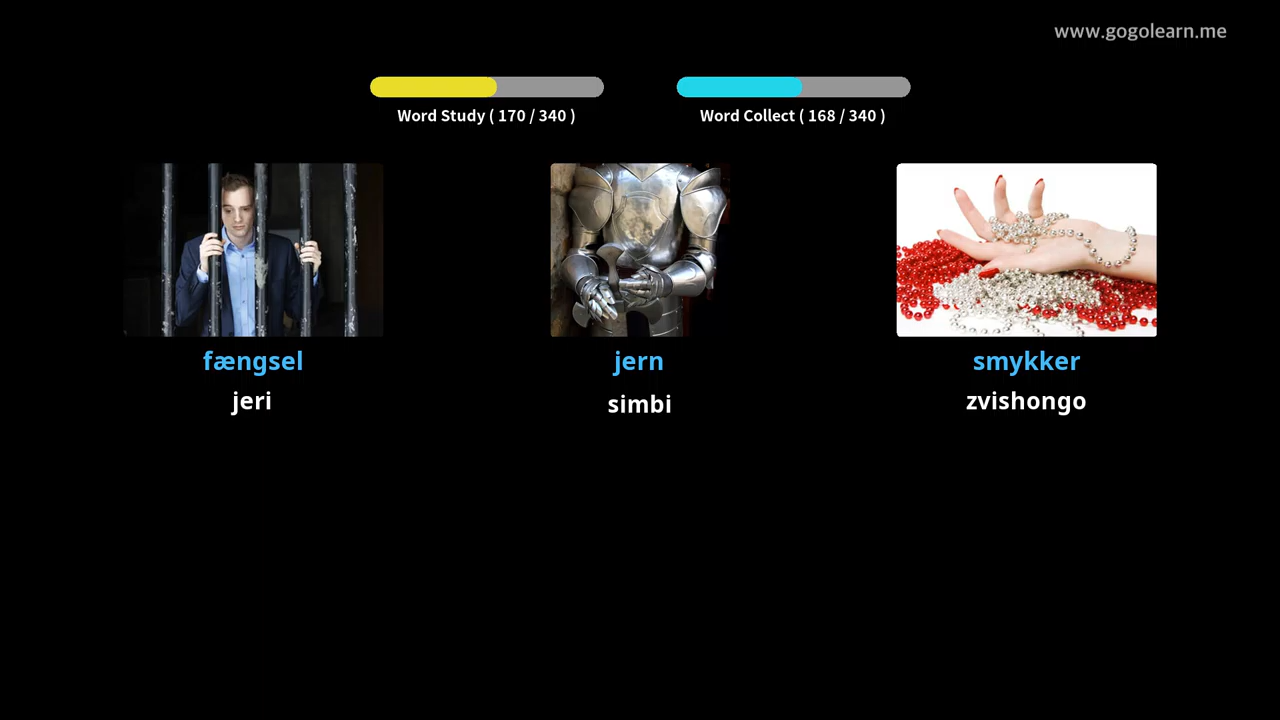 www.gogolearn.me
Word Study ( 170 / 340 )
Word Collect ( 168 / 340 )
fængsel
jeri
jern
simbi
smykker
zvishongo